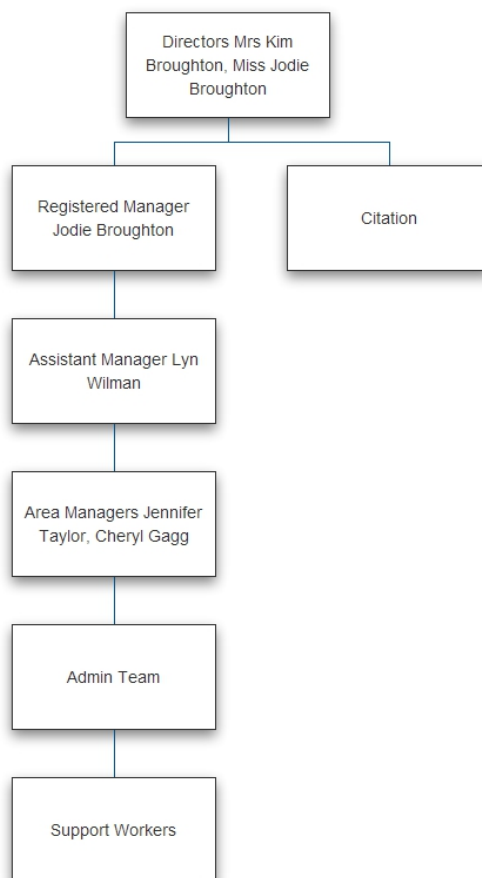 Directors Mrs Kim
Broughton, Miss Jodie
Broughton
Registered Manager
Jodie Broughton
Citation
Assistant Manager Lyn
Wilman
Area Managers Jennifer
Taylor, Cheryl Gagg
Admin Team
Support Workers